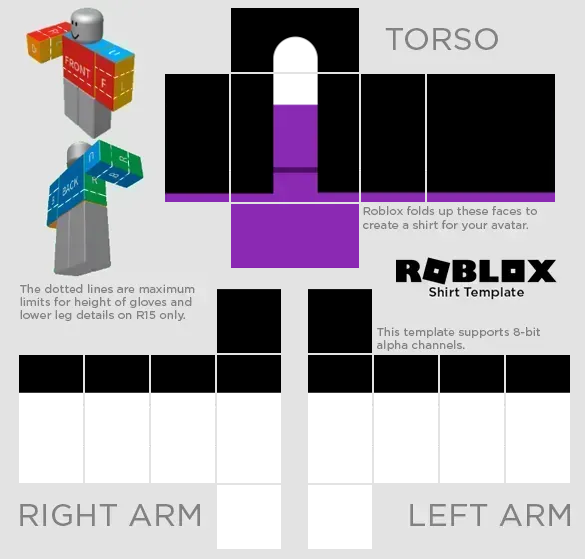 TORSO
FRONT
F
L
U
BACK
R
B
U
Roblox folds up these faces to
create a shirt for your avatar.
ROBLOX
Shirt Template
The dotted lines are maximum
limits for height of gloves and
lower leg details on R15 only.
This template supports 8-bit
alpha channels.
RIGHT ARM
LEFT ARM